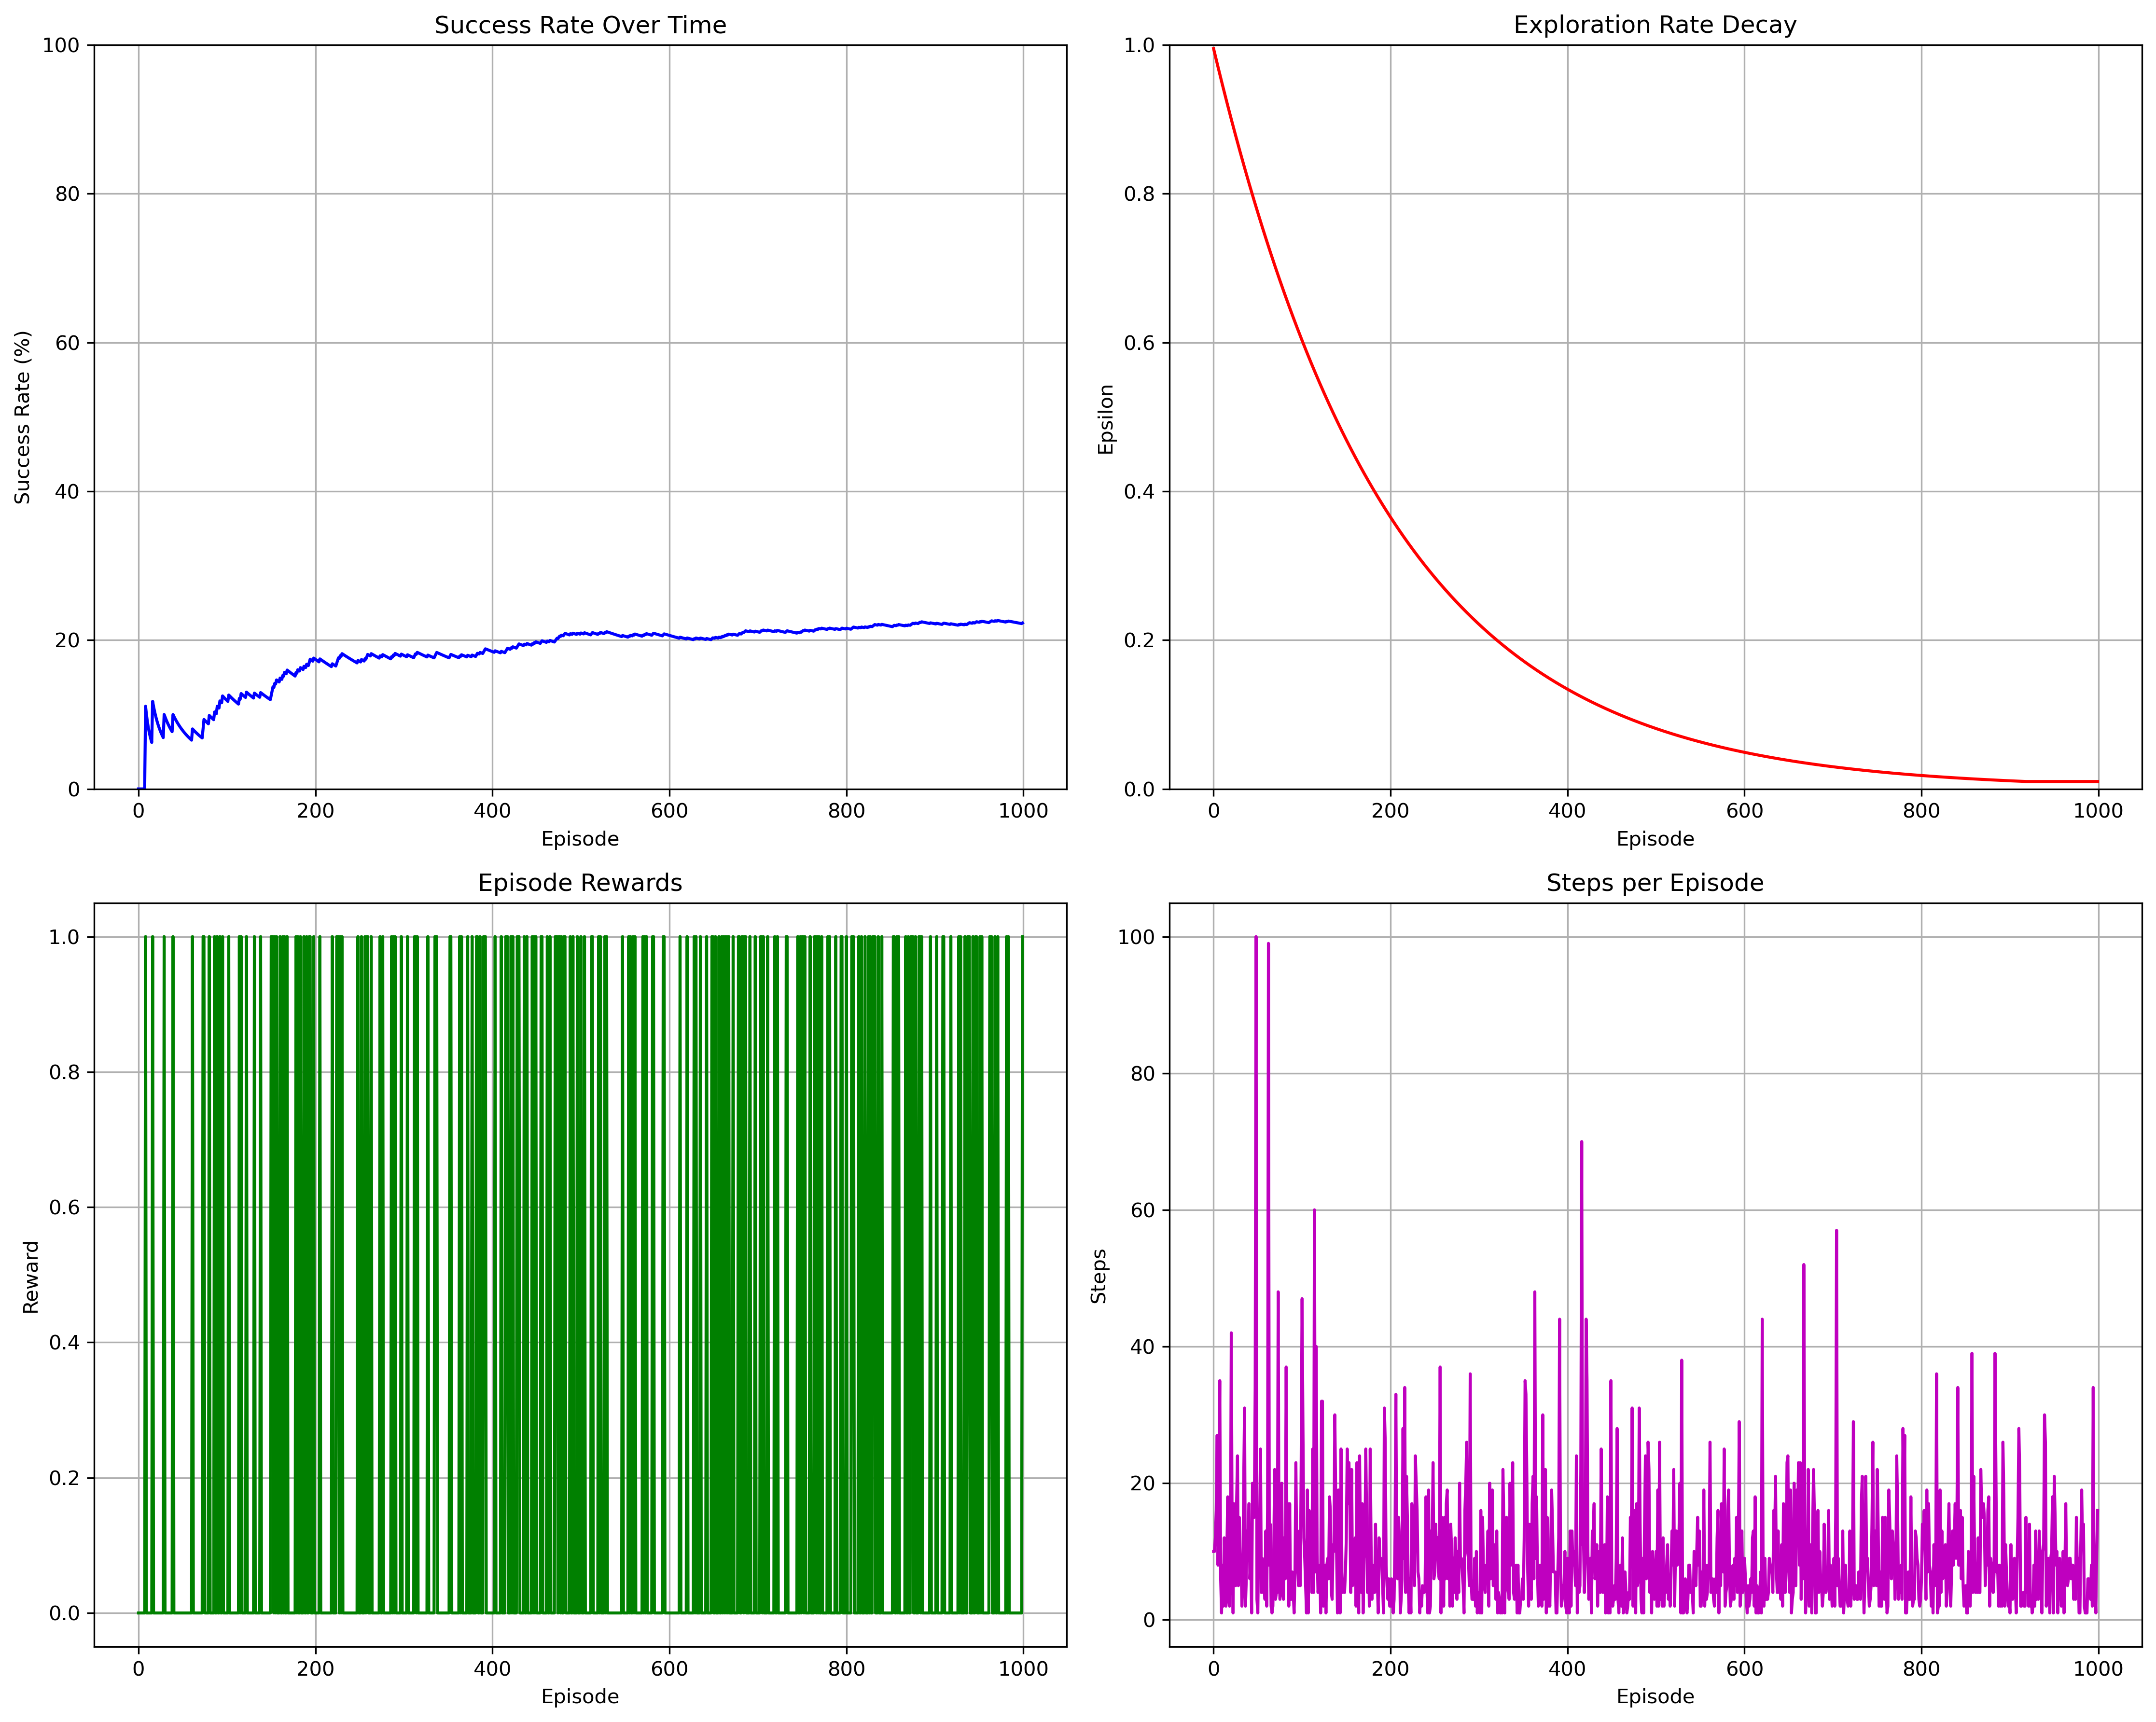 Success Rate Over Time
100
80
60
40
20
0
Success Rate (%)
0 200 400 600 800 1000
Episode
Exploration Rate Decay
1.0
0.8
0.6
0.4
0.2
0.0
Epsilon
0 200 400 600 800 1000
Episode
Episode Rewards
1.0
0.8
0.6
0.4
0.2
0.0
Reward
0 200 400 600 800 1000
Episode
Steps per Episode
100
80
60
40
20
0
Steps
0 200 400 600 800 1000
Episode